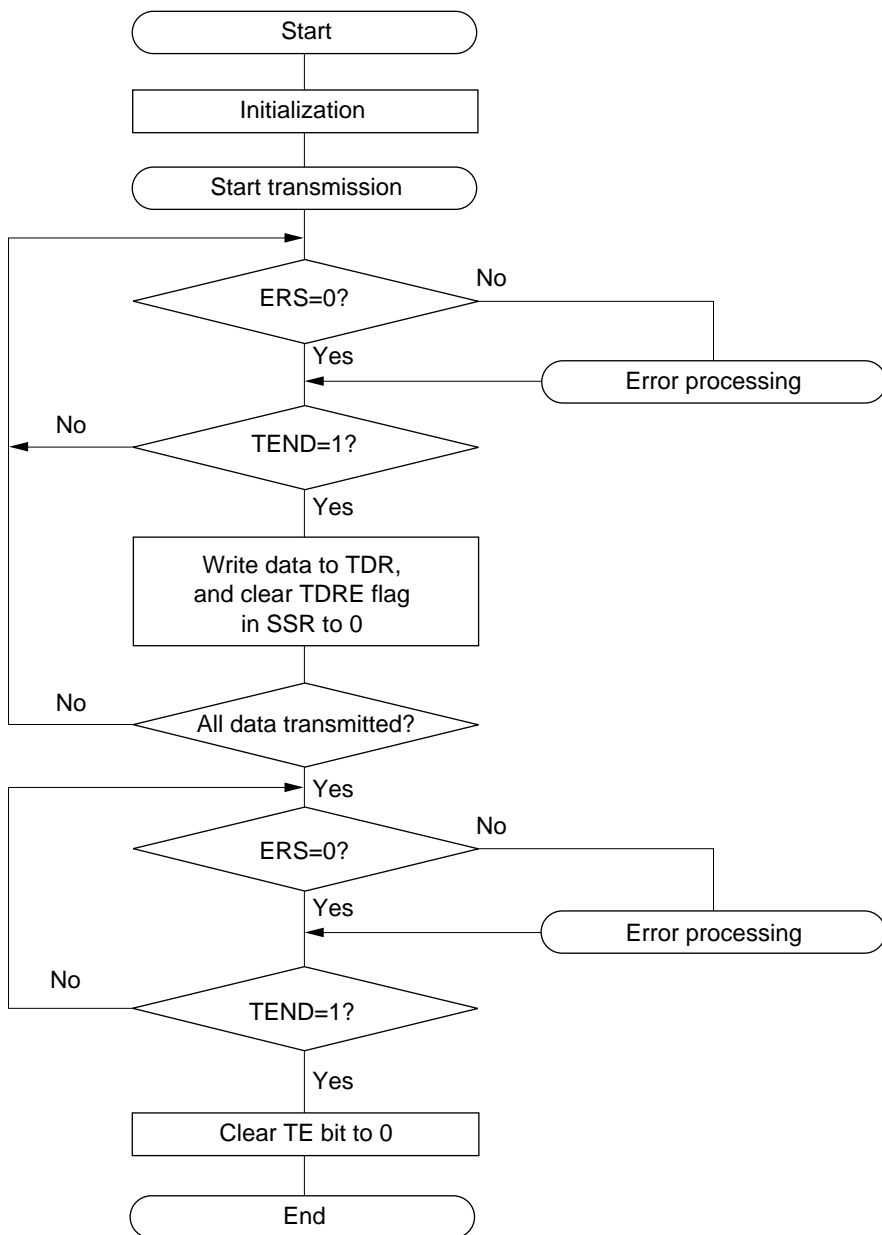 Start
Initialization
Start transmission
ERS=0?
No
Yes
Error processing
No
TEND=1?
Yes
Write data to TDR,
and clear TDRE flag
in SSR to 0
No
All data transmitted?
Yes
ERS=0?
No
Yes
Error processing
No
TEND=1?
Yes
Clear TE bit to 0
End